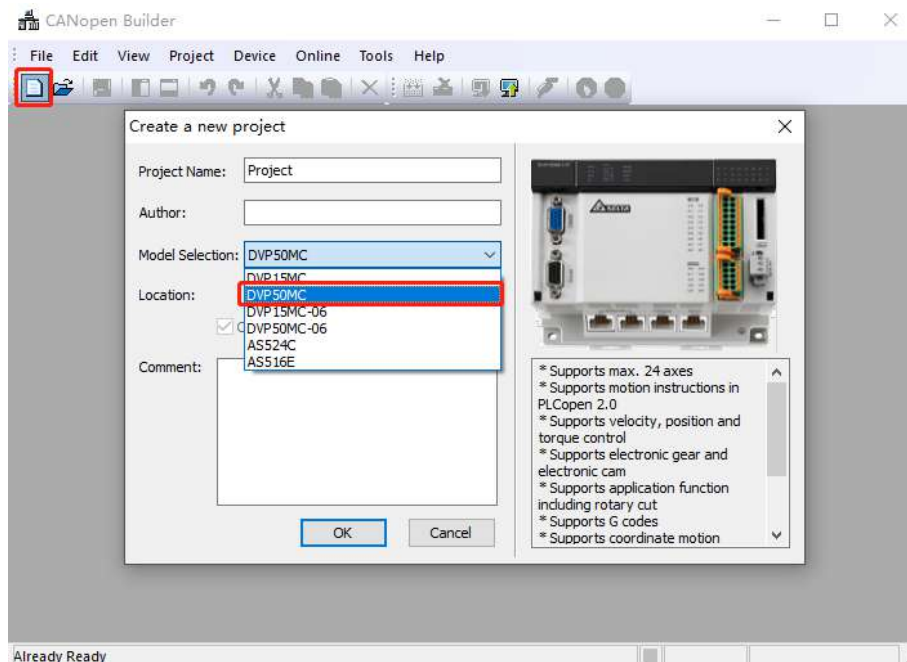 CANopen Builder
File Edit View Project Device Online Tools Help
Create a new project
Project Name: Project
Author:
Model Selection: DVP50MC
DVP15MC
Location:
DVP50MC
DVP15MC-06
DVP50MC-06
AS524C
AS516E
Comment:
OK Cancel
DELTA
* Supports max. 24 axes
* Supports motion instructions in
PLCopen 2.0
* Supports velocity, position and
torque control
* Supports electronic gear and
electronic cam
* Supports application function
including rotary cut
* Supports G codes
* Supports coordinate motion
Already Ready